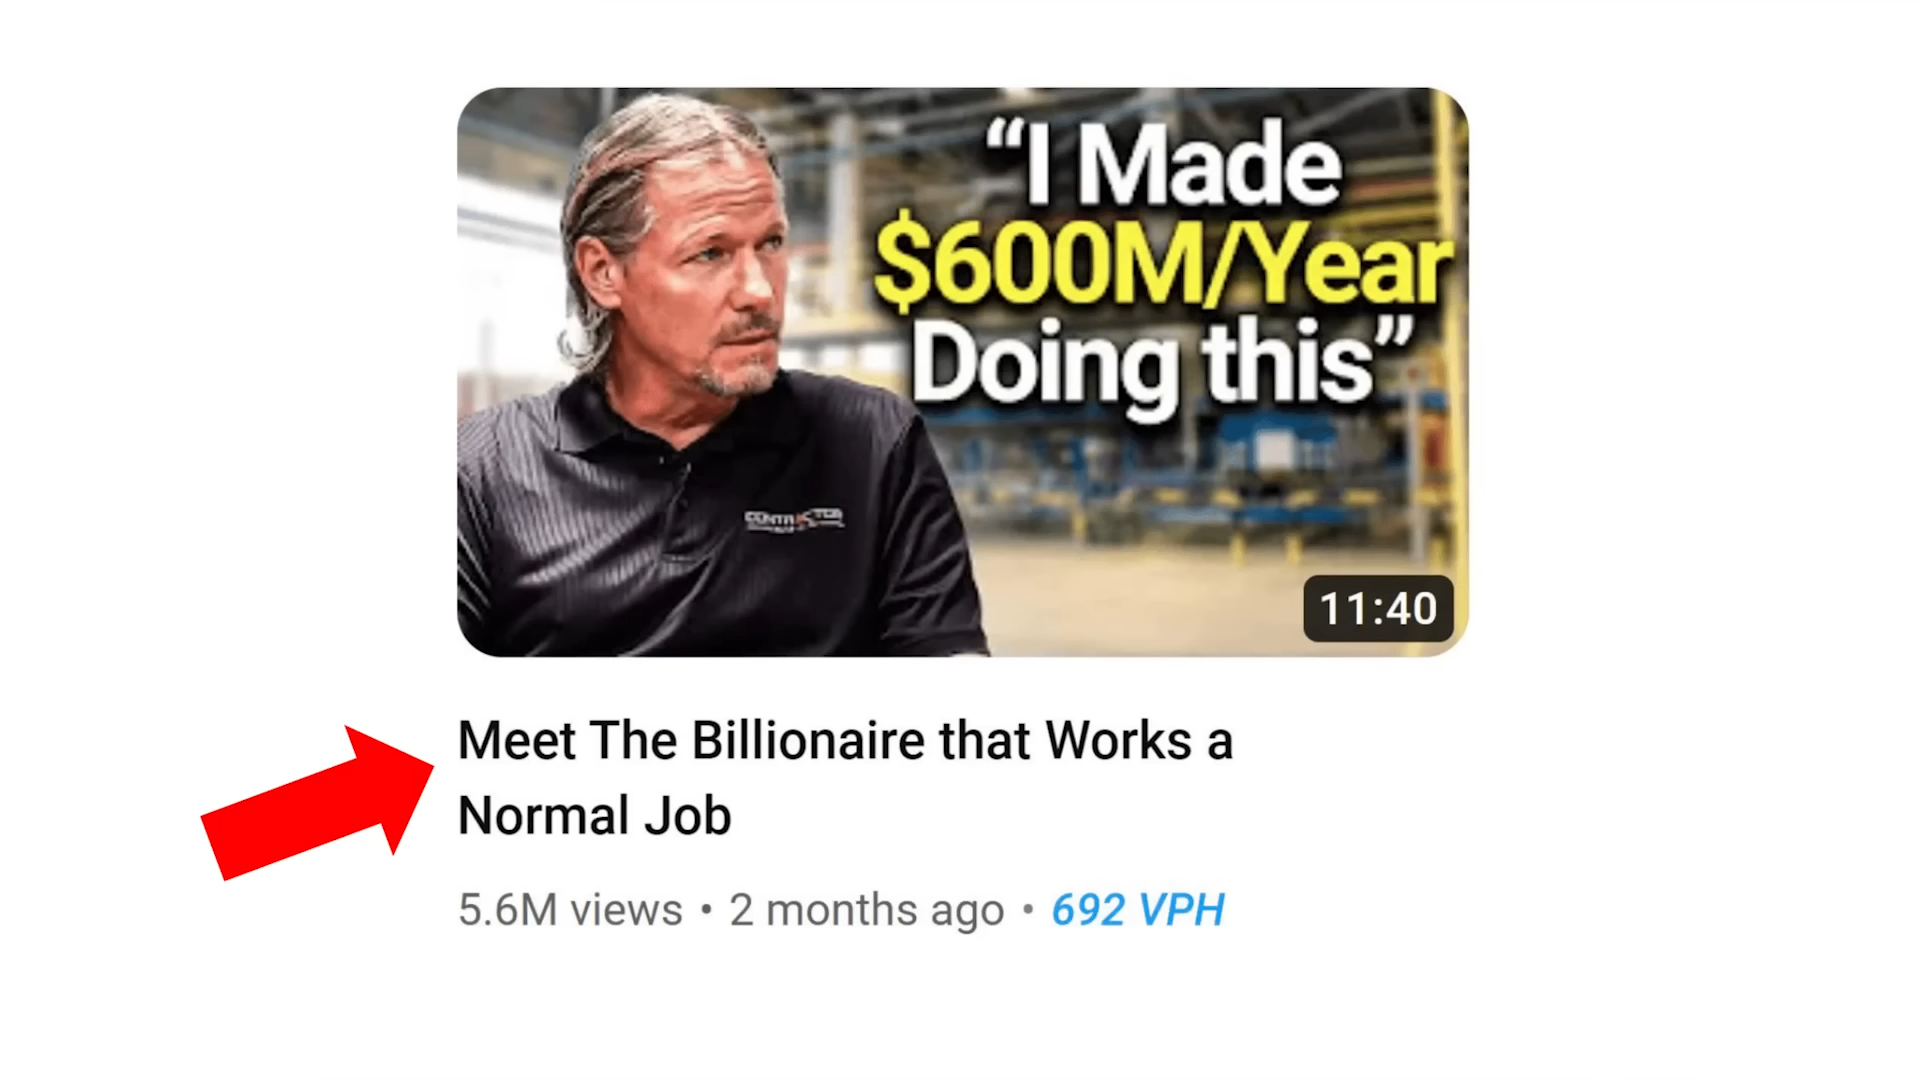 “I Made
$600M/Year
Doing this”
11:40
Meet The Billionaire that Works a
Normal Job
5.6M views • 2 months ago • 692 VPH